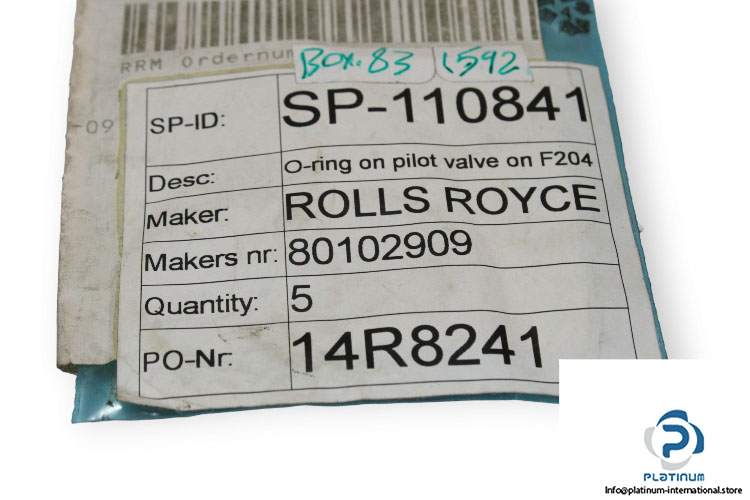 RRM Ordernum
BOX.83 1592
-09
SP-ID: SP-110841
Desc: O-ring on pilot valve on F204
Maker: ROLLS ROYCE
Makers nr: 80102909
Quantity: 5
PO-Nr: 14R8241
PLATINUM
Info@platinum-international.store